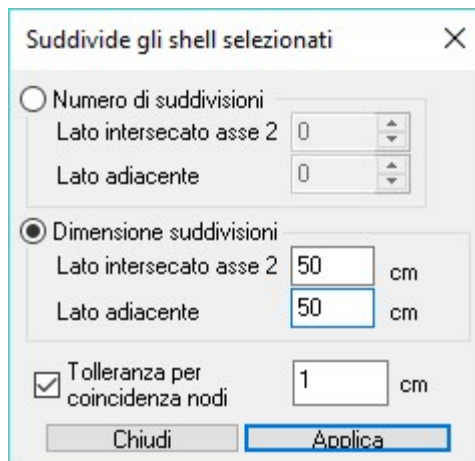 Suddivide gli shell selezionati
Numero di suddivisioni
Lato intersecato asse 2 0
Lato adiacente 0
Dimensione suddivisioni
Lato intersecato asse 2 50 cm
Lato adiacente 50 cm
Tolleranza per
coincidenza nodi 1 cm
Chiudi Applica